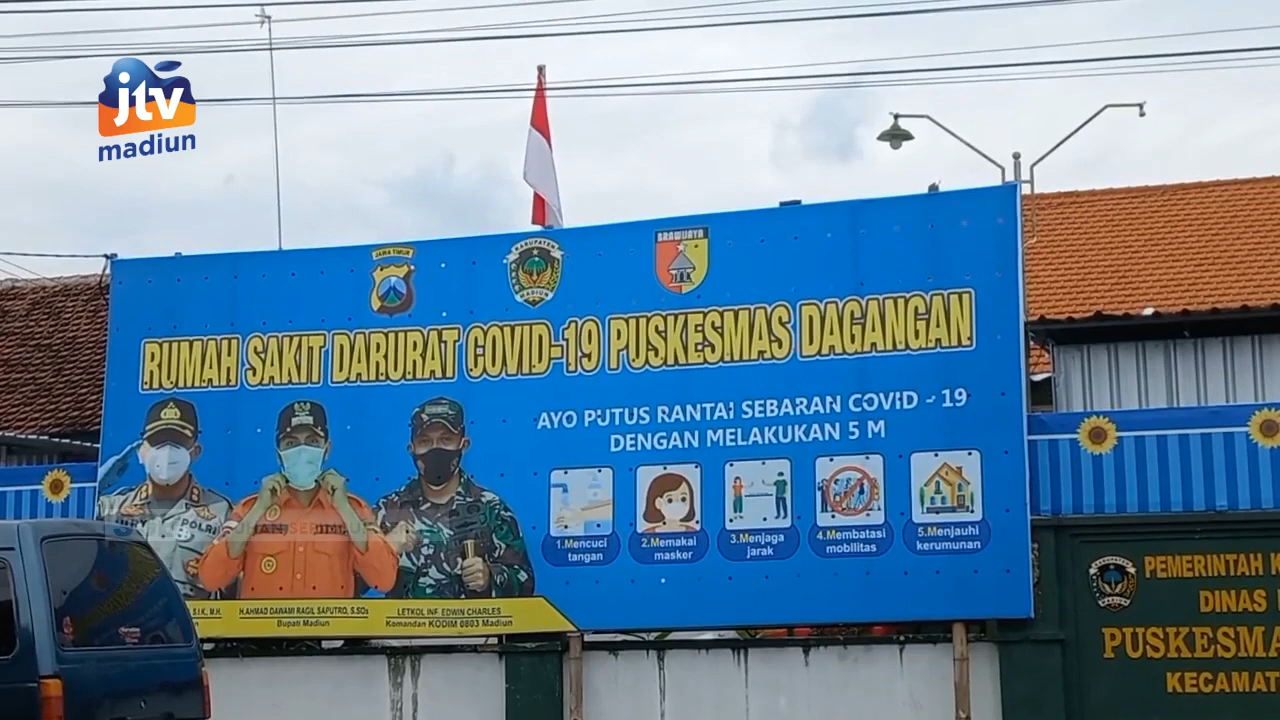 jtv
madiun
JAWA TIMUR
KABUPATEN
MADIUN
BRAWIJAYA
RUMAH SAKIT DARURAT COVID-19 PUSKESMAS DAGANGAN
AYO PUTUS RANTAI SEBARAN COVID - 19
DENGAN MELAKUKAN 5 M
1.Mencuci
tangan
2.Memakai
masker
3.Menjaga
jarak
4.Membatasi
mobilitas
5.Menjauhi
kerumunan
S.I.K, M.H.
H.AHMAD DAWAMI RAGIL SAPUTRO, S.SOs
Bupati Madiun
LETKOL INF. EDWIN CHARLES
Komandan KODIM 0803 Madiun
PEMERINTAH K
DINAS
PUSKESMA
KECAMAT